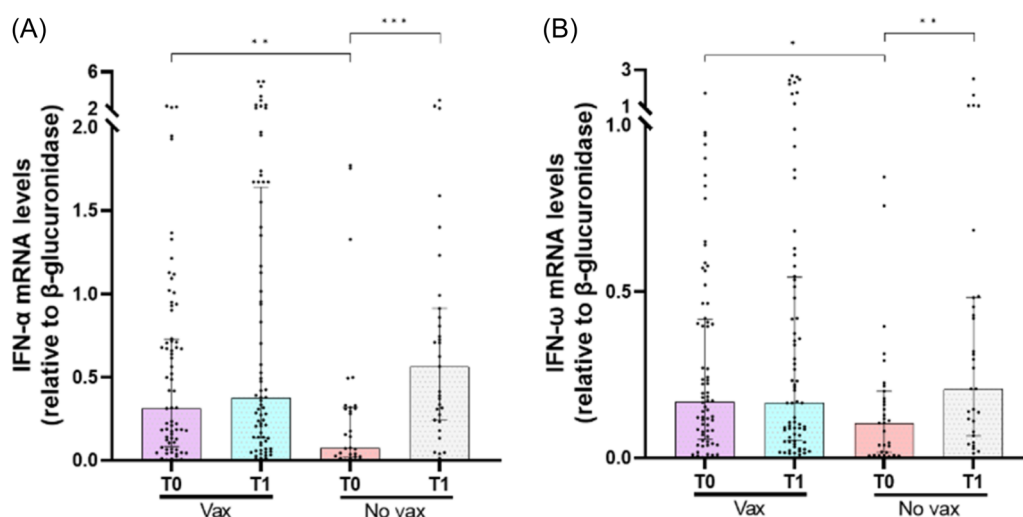 (A)
** ***
IFN-α mRNA levels
(relative to β-glucuronidase)
6
2
2.0
1.5
1.0
0.5
0.0
T0 T1 T0 T1
Vax No vax
(B)
* **
IFN-ω mRNA levels
(relative to β-glucuronidase)
3
1
1.0
0.5
0.0
T0 T1 T0 T1
Vax No vax